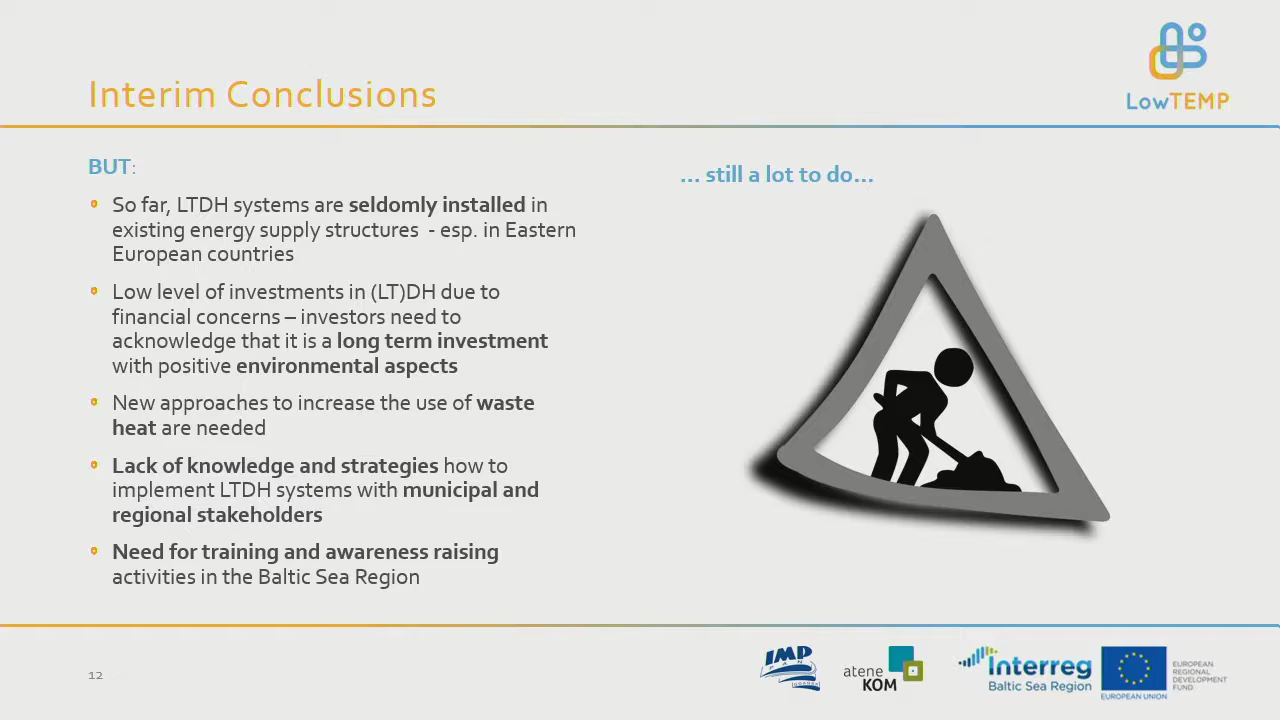 Interim Conclusions
LowTEMP
BUT:
So far, LTDH systems are seldomly installed in
existing energy supply structures - esp. in Eastern
European countries
Low level of investments in (LT)DH due to
financial concerns – investors need to
acknowledge that it is a long term investment
with positive environmental aspects
New approaches to increase the use of waste
heat are needed
Lack of knowledge and strategies how to
implement LTDH systems with municipal and
regional stakeholders
Need for training and awareness raising
activities in the Baltic Sea Region
... still a lot to do...
12
IMP
PAN
GDAŃSK
atene
KOM
Interreg
Baltic Sea Region
EUROPEAN UNION
EUROPEAN
REGIONAL
DEVELOPMENT
FUND